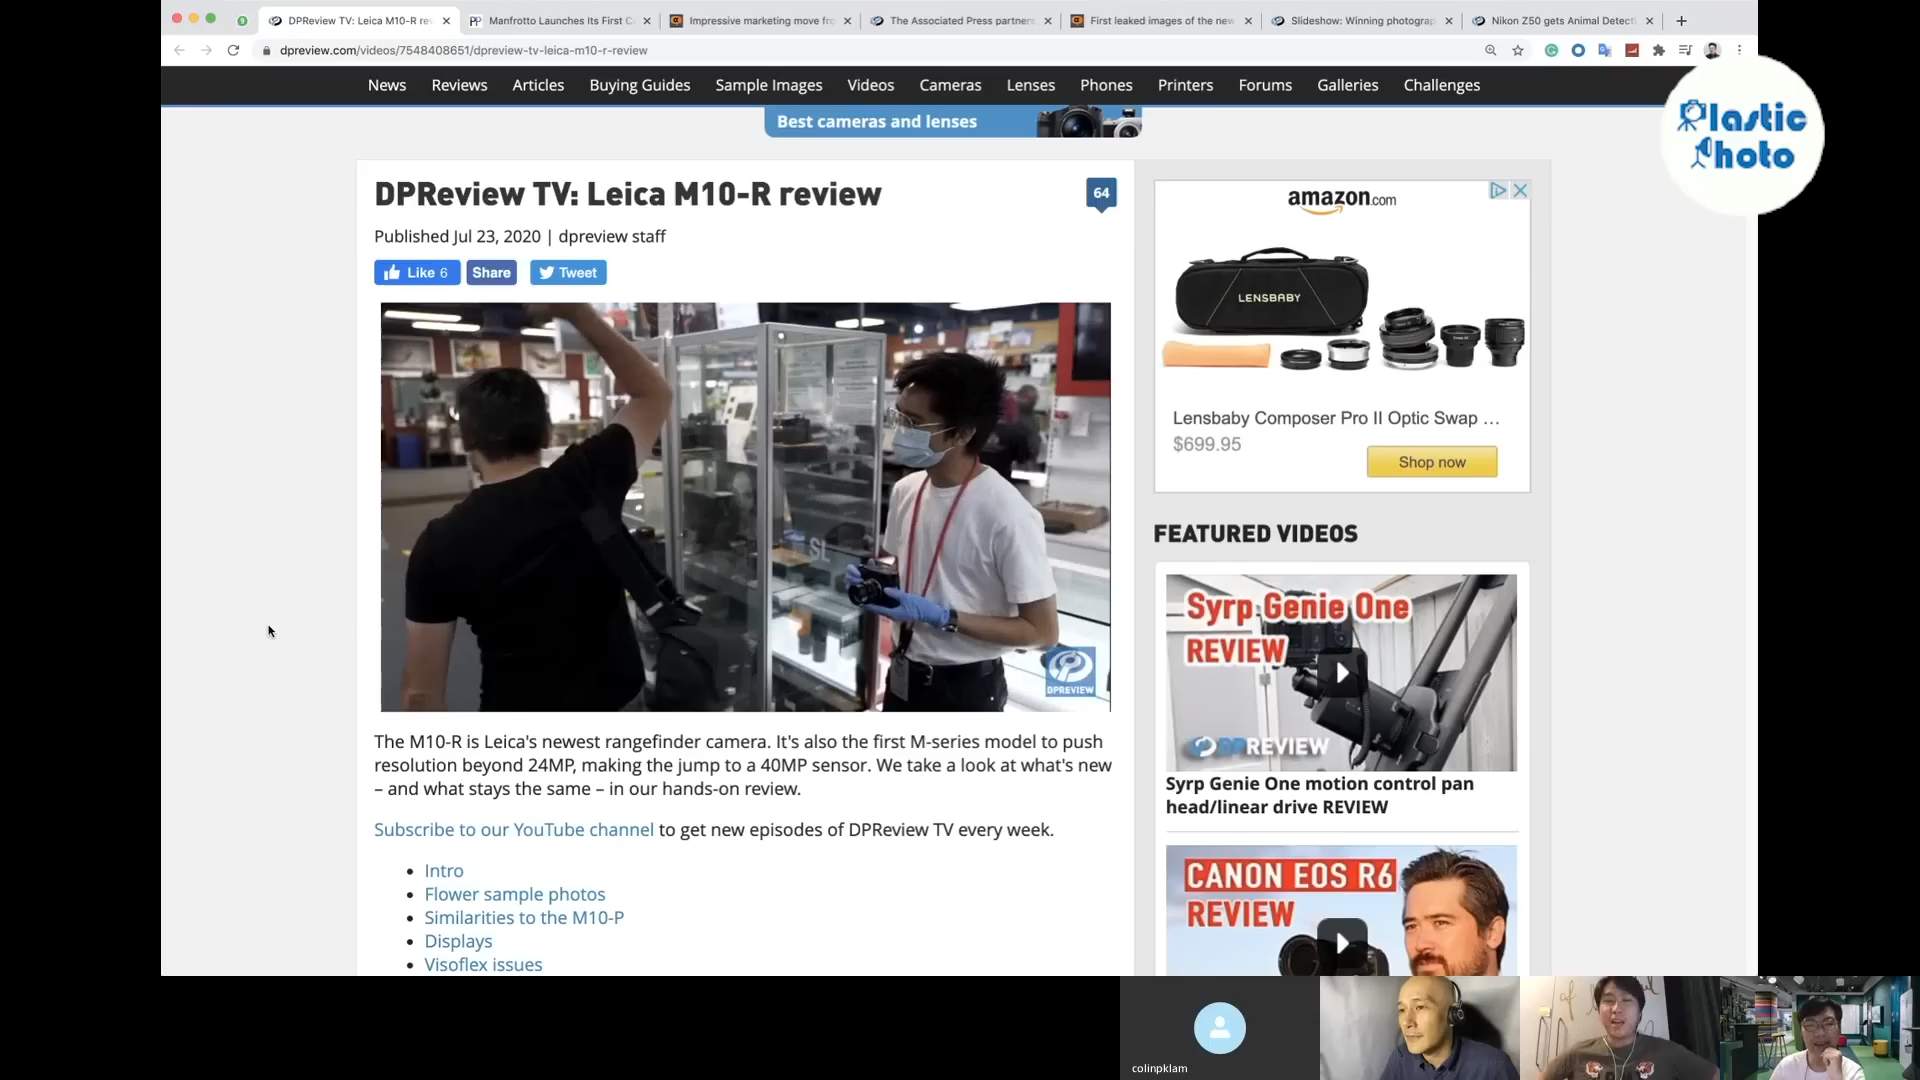 DPReview TV: Leica M10-R rev
Manfrotto Launches Its First C
Impressive marketing move fr
The Associated Press partners
First leaked images of the new
Slideshow: Winning photograp
Nikon Z50 gets Animal Detecti
dpreview.com/videos/7548408651/dpreview-tv-leica-m10-r-review
News Reviews Articles Buying Guides Sample Images Videos Cameras Lenses Phones Printers Forums Galleries Challenges
Plastic
Photo
Best cameras and lenses
DPReview TV: Leica M10-R review
64
Published Jul 23, 2020 | dpreview staff
Like 6 Share Tweet
SL
DPREVIEW
The M10-R is Leica's newest rangefinder camera. It's also the first M-series model to push
resolution beyond 24MP, making the jump to a 40MP sensor. We take a look at what's new
– and what stays the same – in our hands-on review.
Subscribe to our YouTube channel to get new episodes of DPReview TV every week.
• Intro
• Flower sample photos
• Similarities to the M10-P
• Displays
• Visoflex issues
amazon.com
LENSBABY
Lensbaby Composer Pro II Optic Swap ...
$699.95
Shop now
FEATURED VIDEOS
Syrp Genie One
REVIEW
DPREVIEW
Syrp Genie One motion control pan
head/linear drive REVIEW
CANON EOS R6
REVIEW
colinpklam